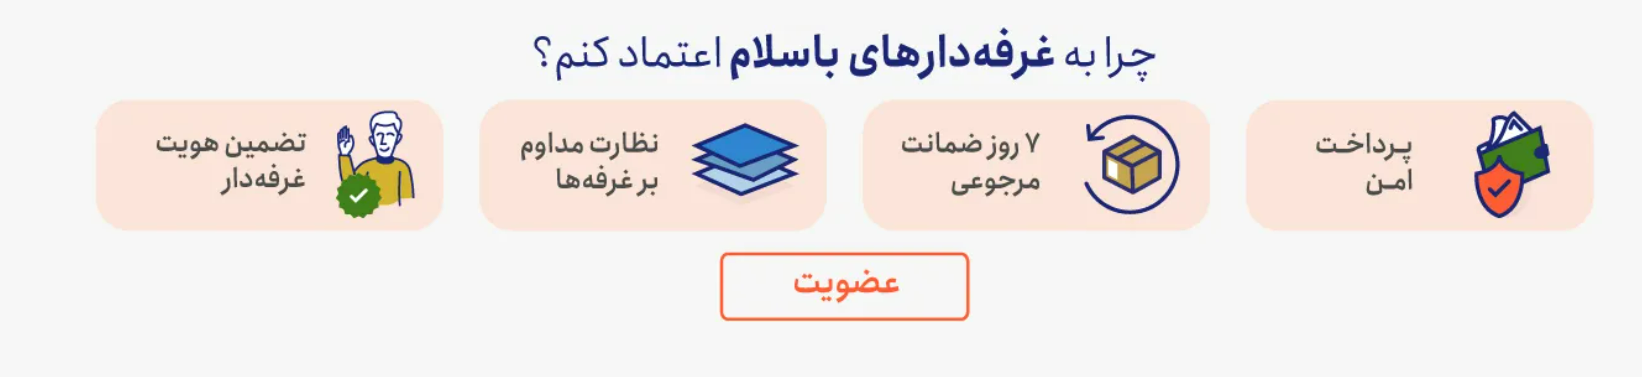 چرا به غرفه‌دارهای باسلام اعتماد کنم؟
پرداخت
امن
۷ روز ضمانت
مرجوعی
نظارت مداوم
بر غرفه‌ها
تضمین هویت
غرفه‌دار
عضویت